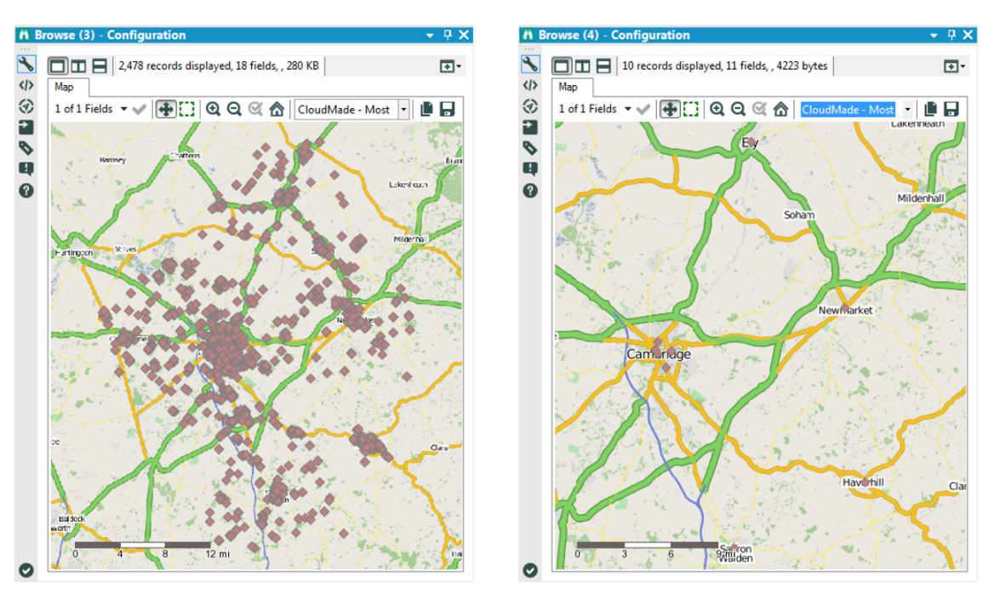 Browse (3) - Configuration
2,478 records displayed, 18 fields, , 280 KB
Map
1 of 1 Fields
CloudMade - Most
Ramsey
Chatteris
Lakenheath
Mildenhall
Huntingdon
St Ives
Baldock
0 4 8 12 mi
Browse (4) - Configuration
10 records displayed, 11 fields, , 4223 bytes
Map
1 of 1 Fields
CloudMade - Most
Lakenheath
Ely
Mildenhall
Soham
Newmarket
Cambridge
Haverhill
Clar
Saffron
Walden
0 3 6 9 mi